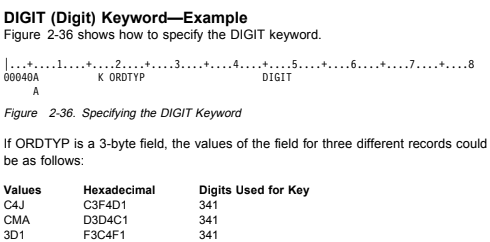 DIGIT (Digit) Keyword—Example
Figure 2-36 shows how to specify the DIGIT keyword.
|...+....1....+....2....+....3....+....4....+....5....+....6....+....7....+....8
00040A K ORDTYP DIGIT
A
Figure 2-36. Specifying the DIGIT Keyword
If ORDTYP is a 3-byte field, the values of the field for three different records could
be as follows:
Values Hexadecimal Digits Used for Key
C4J C3F4D1 341
CMA D3D4C1 341
3D1 F3C4F1 341